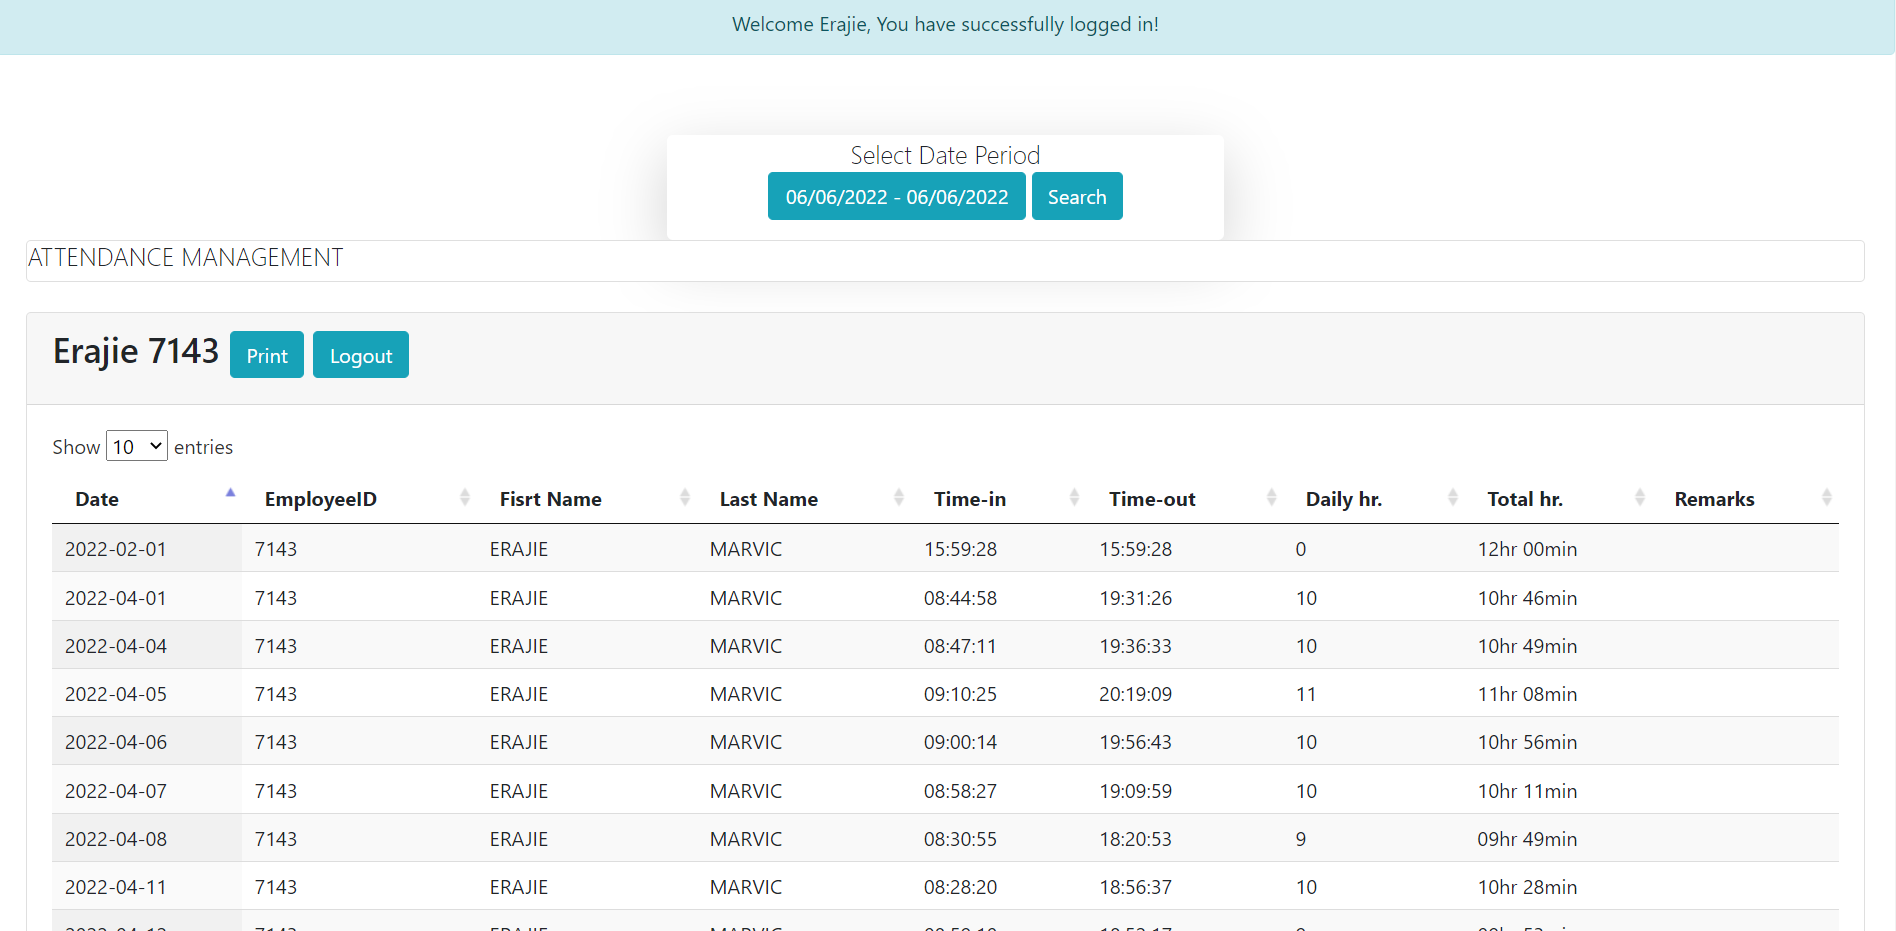 Welcome Erajie, You have successfully logged in!
Select Date Period
06/06/2022 - 06/06/2022 Search
ATTENDANCE MANAGEMENT
Erajie 7143 Print Logout
Show 10 entries
Date EmployeeID Fisrt Name Last Name Time-in Time-out Daily hr. Total hr. Remarks
2022-02-01 7143 ERAJIE MARVIC 15:59:28 15:59:28 0 12hr 00min
2022-04-01 7143 ERAJIE MARVIC 08:44:58 19:31:26 10 10hr 46min
2022-04-04 7143 ERAJIE MARVIC 08:47:11 19:36:33 10 10hr 49min
2022-04-05 7143 ERAJIE MARVIC 09:10:25 20:19:09 11 11hr 08min
2022-04-06 7143 ERAJIE MARVIC 09:00:14 19:56:43 10 10hr 56min
2022-04-07 7143 ERAJIE MARVIC 08:58:27 19:09:59 10 10hr 11min
2022-04-08 7143 ERAJIE MARVIC 08:30:55 18:20:53 9 09hr 49min
2022-04-11 7143 ERAJIE MARVIC 08:28:20 18:56:37 10 10hr 28min
7143 ERAJIE MARVIC